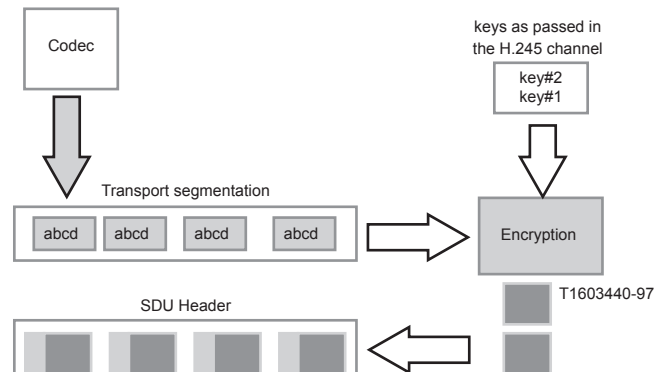 Codec
keys as passed in
the H.245 channel
key#2
key#1
Transport segmentation
abcd abcd abcd abcd
Encryption
T1603440-97
SDU Header